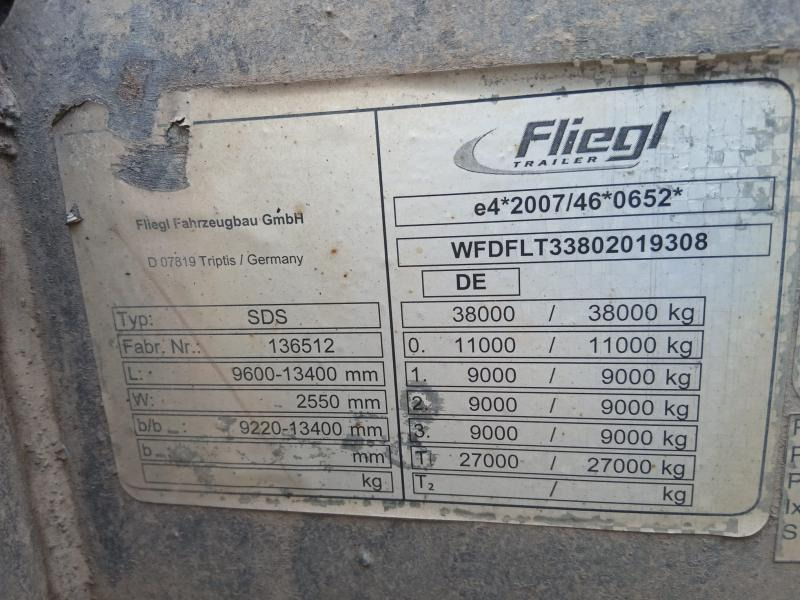 Fliegl
TRAILER
e4*2007/46*0652*
Fliegl Fahrzeugbau GmbH
D 07819 Triptis / Germany
WFDFLT33802019308
DE
Typ: SDS
Fabr. Nr.: 136512
L: 9600-13400 mm
W: 2550 mm
b/b : 9220-13400 mm
b mm
kg
38000 / 38000 kg
0. 11000 / 11000 kg
1. 9000 / 9000 kg
2. 9000 / 9000 kg
3. 9000 / 9000 kg
T 27000 / 27000 kg
T₂ / kg